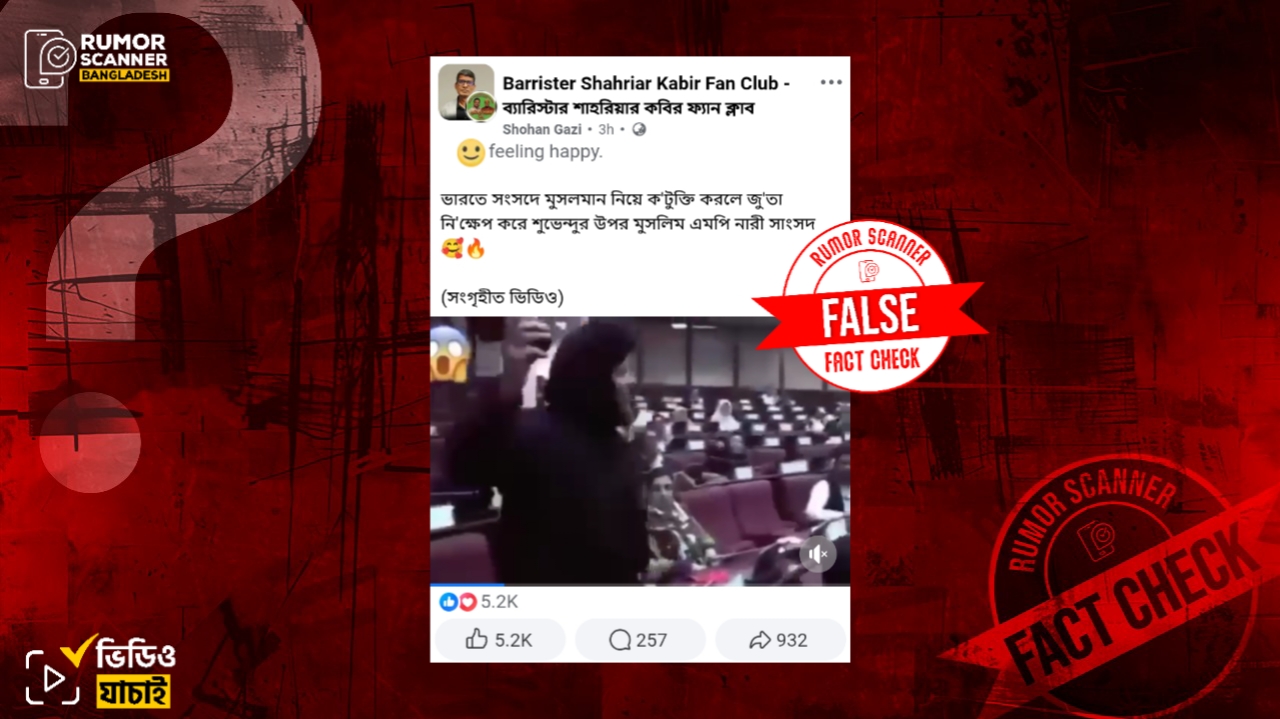 RUMOR
SCANNER
BANGLADESH
Barrister Shahriar Kabir Fan Club -
ব্যারিস্টার শাহরিয়ার কবির ফ্যান ক্লাব
Shohan Gazi • 3h •
feeling happy.
ভারতে সংসদে মুসলমান নিয়ে ক'টুক্তি করলে জু'তা
নি'ক্ষেপ করে শুভেন্দুর উপর মুসলিম এমপি নারী সাংসদ
🥰🔥
(সংগৃহীত ভিডিও)
RUMOR SCANNER
FALSE
FACT CHECK
5.2K
5.2K
257
932
RUMOR SCANNER
FACT CHECK
ভিডিও
যাচাই